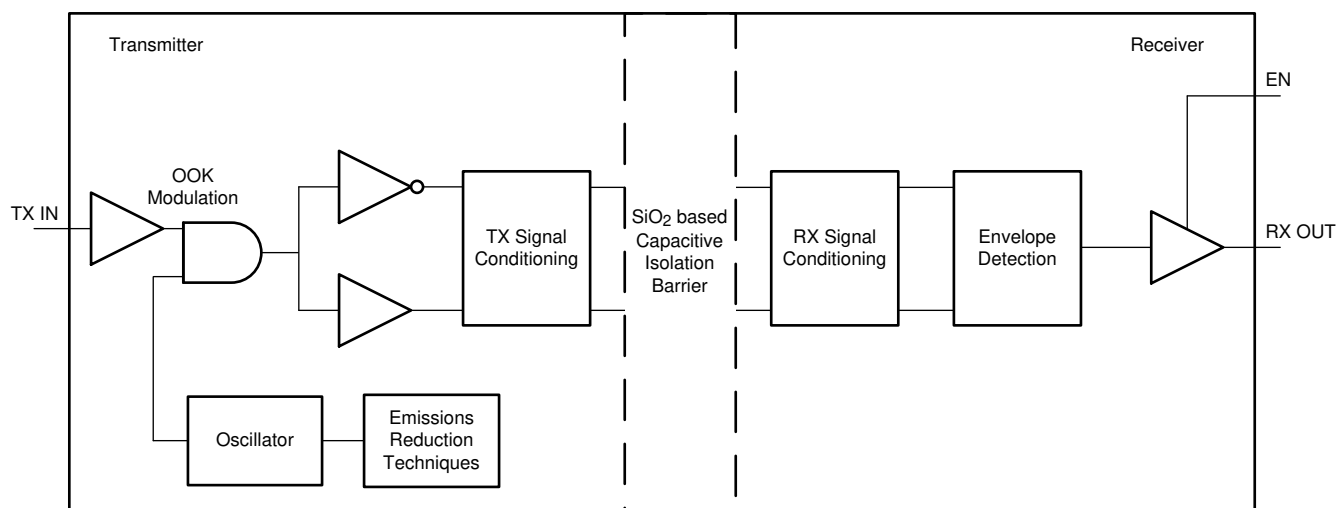 Transmitter
Receiver
EN
OOK
Modulation
TX IN
TX Signal
Conditioning
SiO2 based
Capacitive
Isolation
Barrier
RX Signal
Conditioning
Envelope
Detection
RX OUT
Oscillator
Emissions
Reduction
Techniques